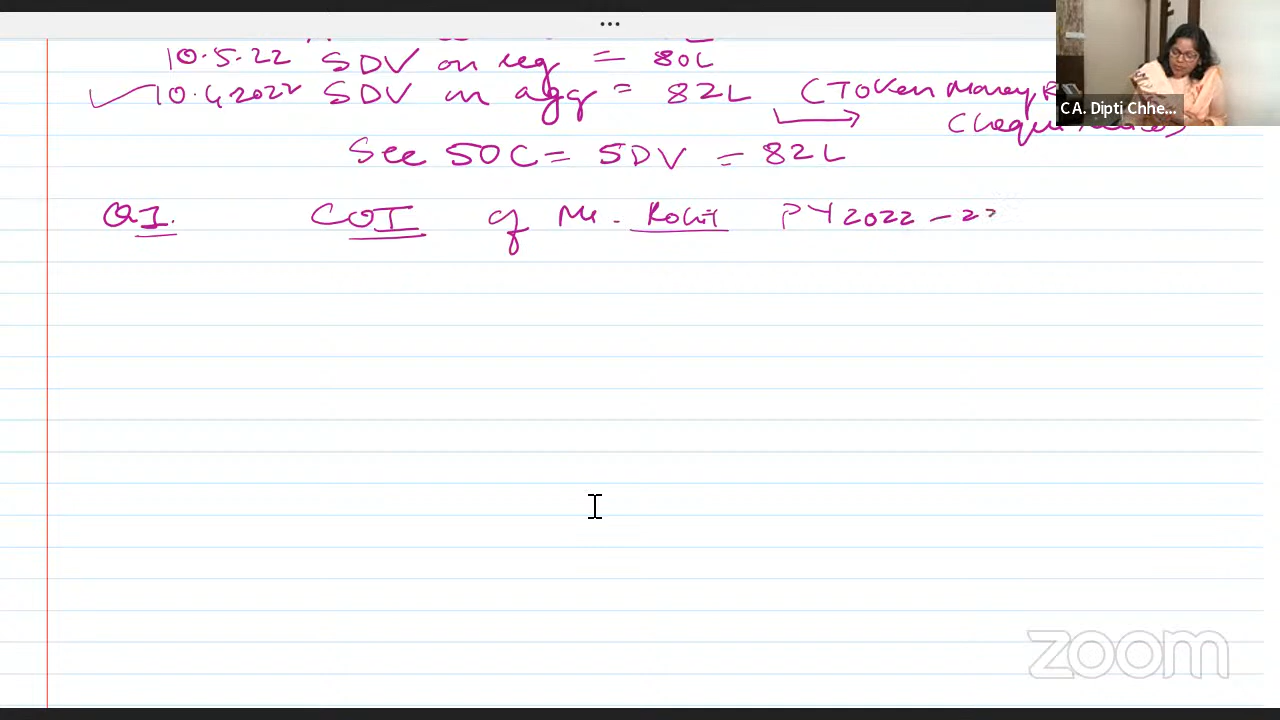 10.5.22 SDV on reg = 80L
10.4.2022 SDV on agg = 82L (Token Money
CA. Dipti Chhe...
See 50C = SDV = 82L
Q1. COI of Mr. Rohit PY 2022-23
zoom